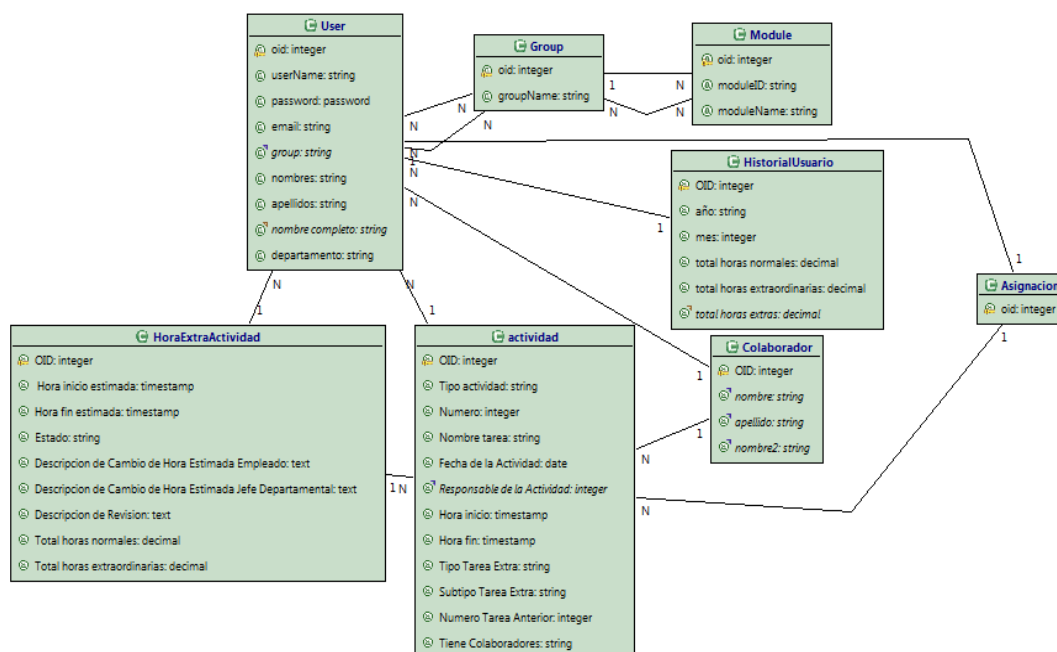 User
oid: integer
userName: string
password: password
email: string
group: string
nombres: string
apellidos: string
nombre completo: string
departamento: string
Group
oid: integer
groupName: string
Module
oid: integer
moduleID: string
moduleName: string
HistorialUsuario
OID: integer
año: string
mes: integer
total horas normales: decimal
total horas extraordinarias: decimal
total horas extras: decimal
Asignacion
oid: integer
HoraExtraActividad
OID: integer
Hora inicio estimada: timestamp
Hora fin estimada: timestamp
Estado: string
Descripcion de Cambio de Hora Estimada Empleado: text
Descripcion de Cambio de Hora Estimada Jefe Departamental: text
Descripcion de Revision: text
Total horas normales: decimal
Total horas extraordinarias: decimal
actividad
OID: integer
Tipo actividad: string
Numero: integer
Nombre tarea: string
Fecha de la Actividad: date
Responsable de la Actividad: integer
Hora inicio: timestamp
Hora fin: timestamp
Tipo Tarea Extra: string
Subtipo Tarea Extra: string
Numero Tarea Anterior: integer
Tiene Colaboradores: string
Colaborador
OID: integer
nombre: string
apellido: string
nombre2: string
N
N
N
N
1
N
N
N
1
1
N
N
1
1
N
1
N
1
1
N
N
1
1
N